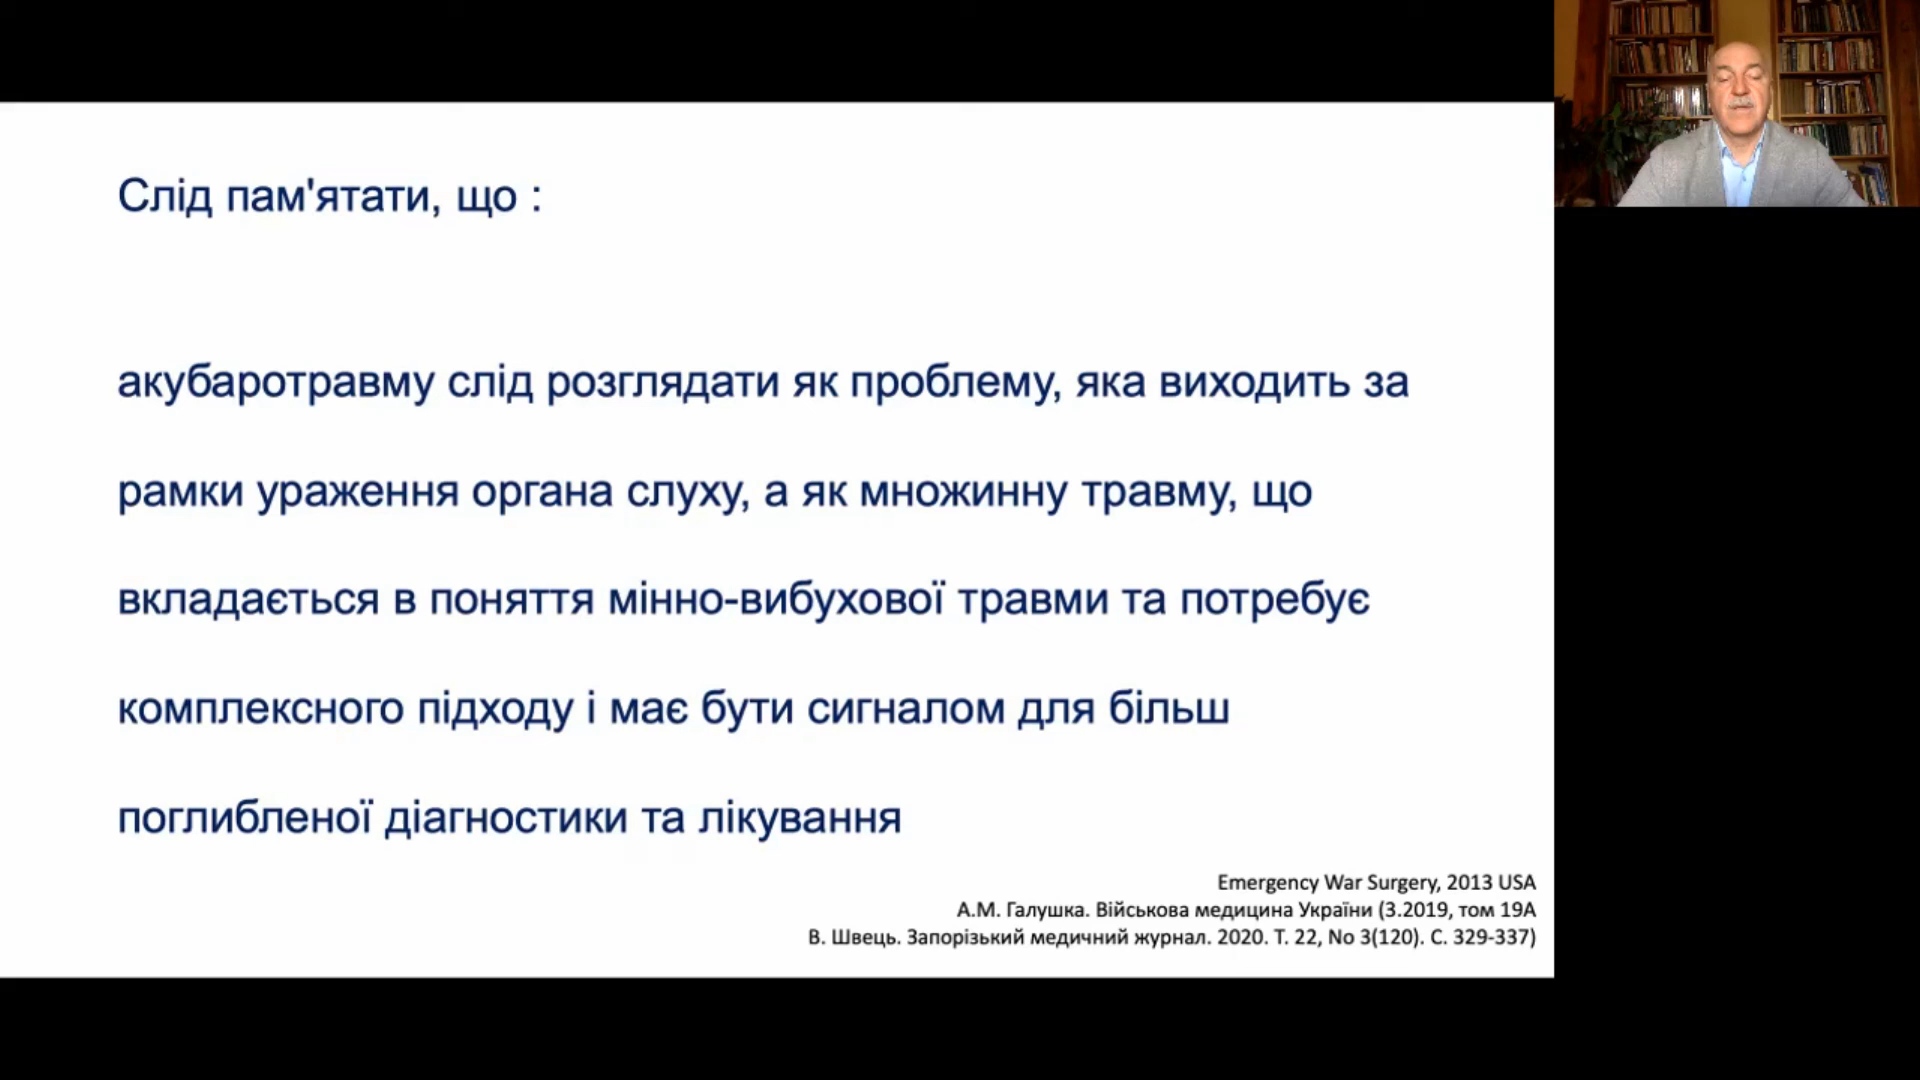 Слід пам'ятати, що :
акубаротравму слід розглядати як проблему, яка виходить за
рамки ураження органа слуху, а як множинну травму, що
вкладається в поняття мінно-вибухової травми та потребує
комплексного підходу і має бути сигналом для більш
поглибленої діагностики та лікування
Emergency War Surgery, 2013 USA
А.М. Галушка. Військова медицина України (3.2019, том 19А
В. Швець. Запорізький медичний журнал. 2020. Т. 22, No 3(120). С. 329-337)